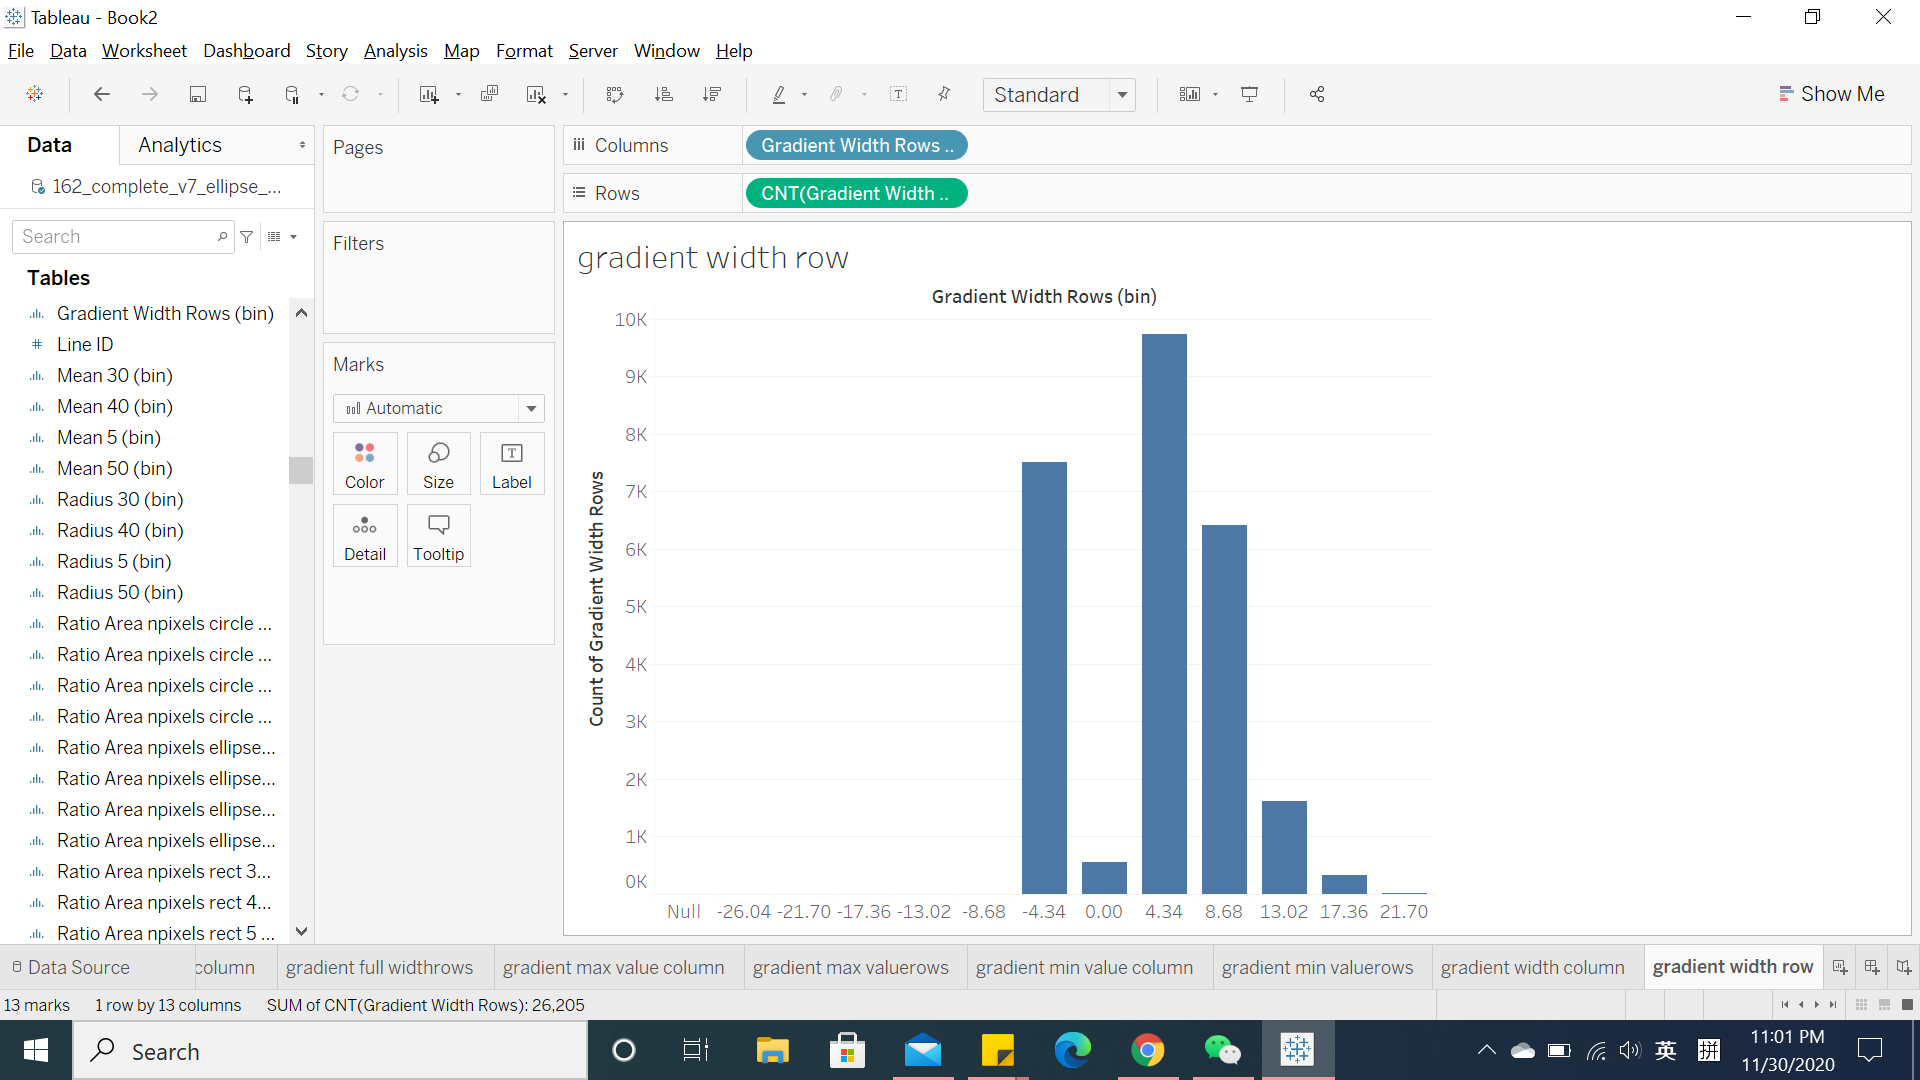 Tableau - Book2
File Data Worksheet Dashboard Story Analysis Map Format Server Window Help
Standard
Show Me
Data Analytics
162_complete_v7_ellipse_...
Search
Tables
Gradient Width Rows (bin)
Line ID
Mean 30 (bin)
Mean 40 (bin)
Mean 5 (bin)
Mean 50 (bin)
Radius 30 (bin)
Radius 40 (bin)
Radius 5 (bin)
Radius 50 (bin)
Ratio Area npixels circle ...
Ratio Area npixels circle ...
Ratio Area npixels circle ...
Ratio Area npixels circle ...
Ratio Area npixels ellipse...
Ratio Area npixels ellipse...
Ratio Area npixels ellipse...
Ratio Area npixels ellipse...
Ratio Area npixels rect 3...
Ratio Area npixels rect 4...
Ratio Area npixels rect 5 ...
Pages
Filters
Marks
Automatic
Color Size Label
Detail Tooltip
Columns Gradient Width Rows ..
Rows CNT(Gradient Width ..
gradient width row
Gradient Width Rows (bin)
Count of Gradient Width Rows
10K
9K
8K
7K
6K
5K
4K
3K
2K
1K
0K
Null -26.04 -21.70 -17.36 -13.02 -8.68 -4.34 0.00 4.34 8.68 13.02 17.36 21.70
Data Source column gradient full widthrows gradient max value column gradient max valuerows gradient min value column gradient min valuerows gradient width column gradient width row
13 marks 1 row by 13 columns SUM of CNT(Gradient Width Rows): 26,205
Search
英 拼
11:01 PM
11/30/2020